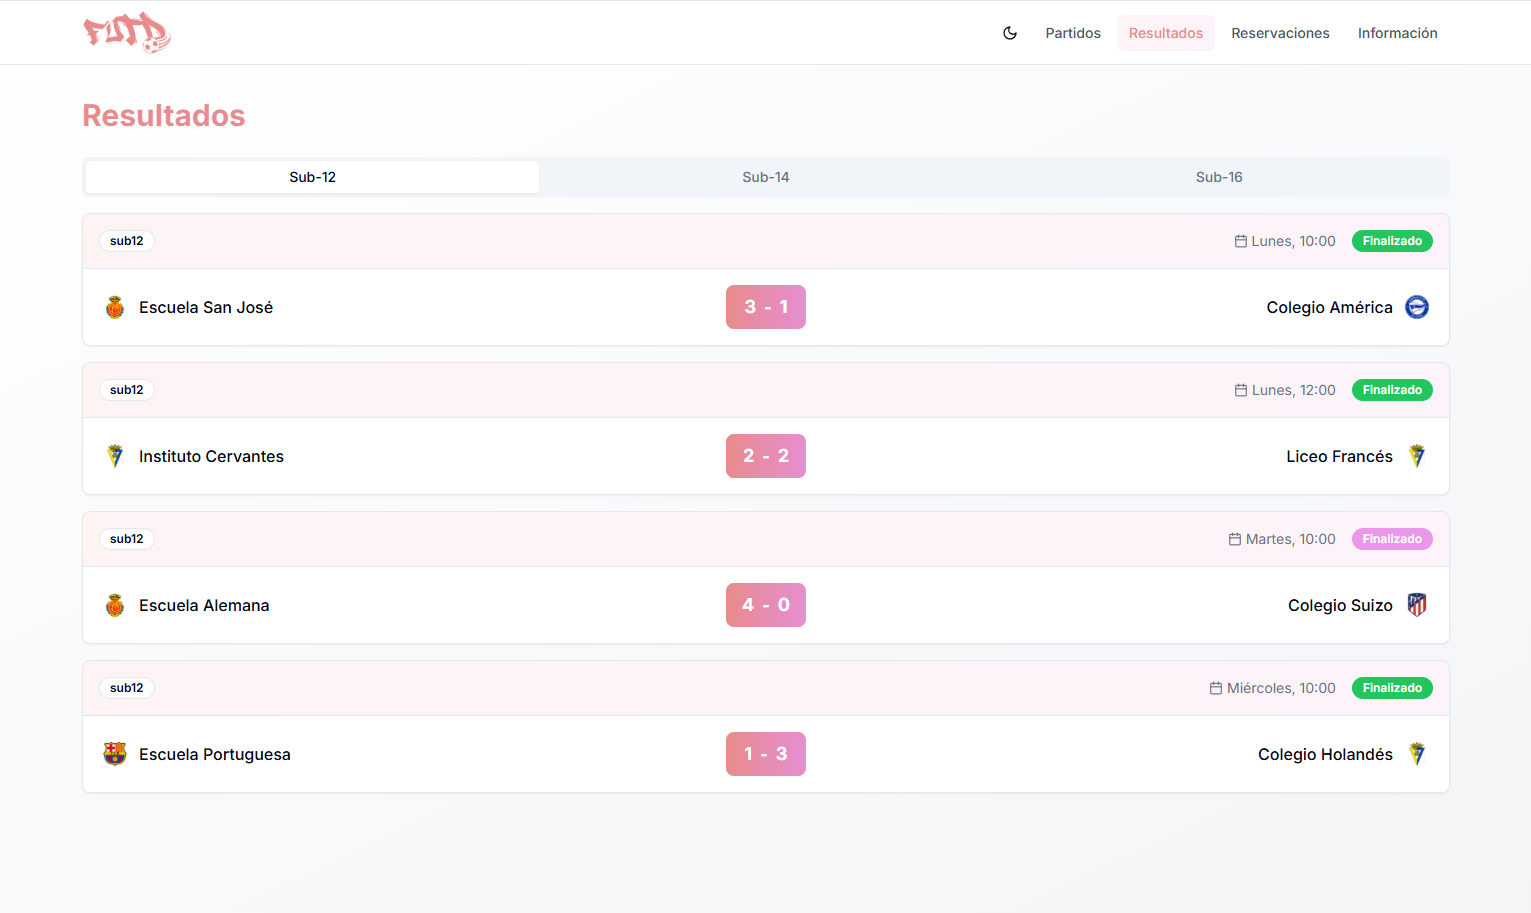 FUTD
Partidos
Resultados
Reservaciones
Información
Resultados
Sub-12
Sub-14
Sub-16
sub12
Lunes, 10:00
Finalizado
Escuela San José
3 - 1
Colegio América
sub12
Lunes, 12:00
Finalizado
Instituto Cervantes
2 - 2
Liceo Francés
sub12
Martes, 10:00
Finalizado
Escuela Alemana
4 - 0
Colegio Suizo
sub12
Miércoles, 10:00
Finalizado
Escuela Portuguesa
1 - 3
Colegio Holandés